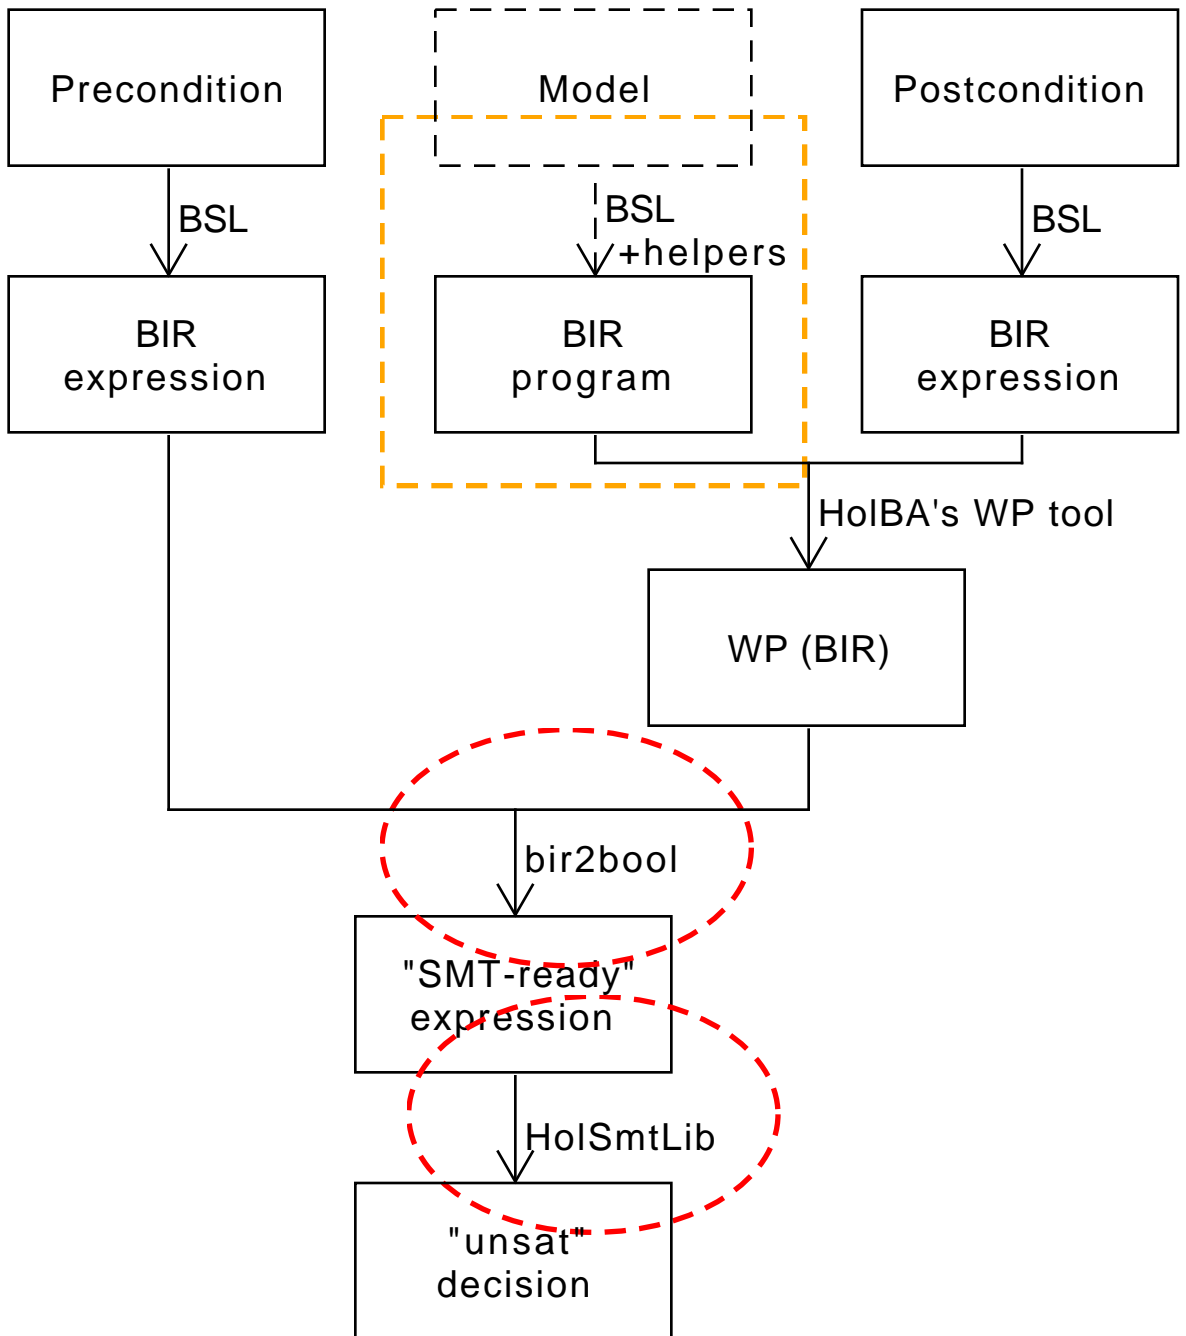 Precondition
Model
Postcondition
BSL
BSL
+helpers
BSL
BIR
expression
BIR
program
BIR
expression
HolBA's WP tool
WP (BIR)
bir2bool
"SMT-ready"
expression
HolSmtLib
"unsat"
decision